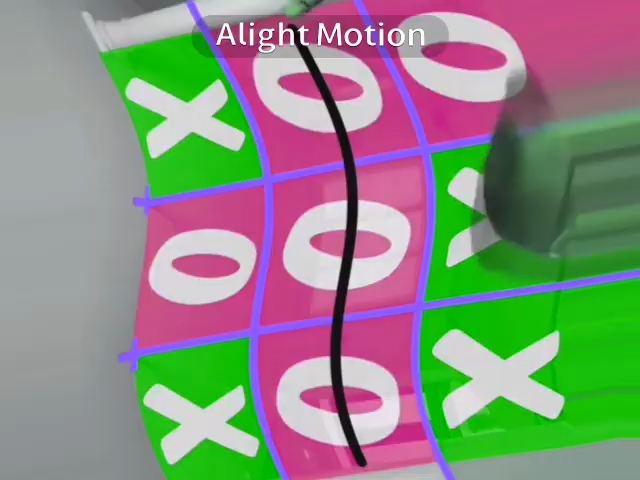 Alight Motion
X O O
O O X
X O X